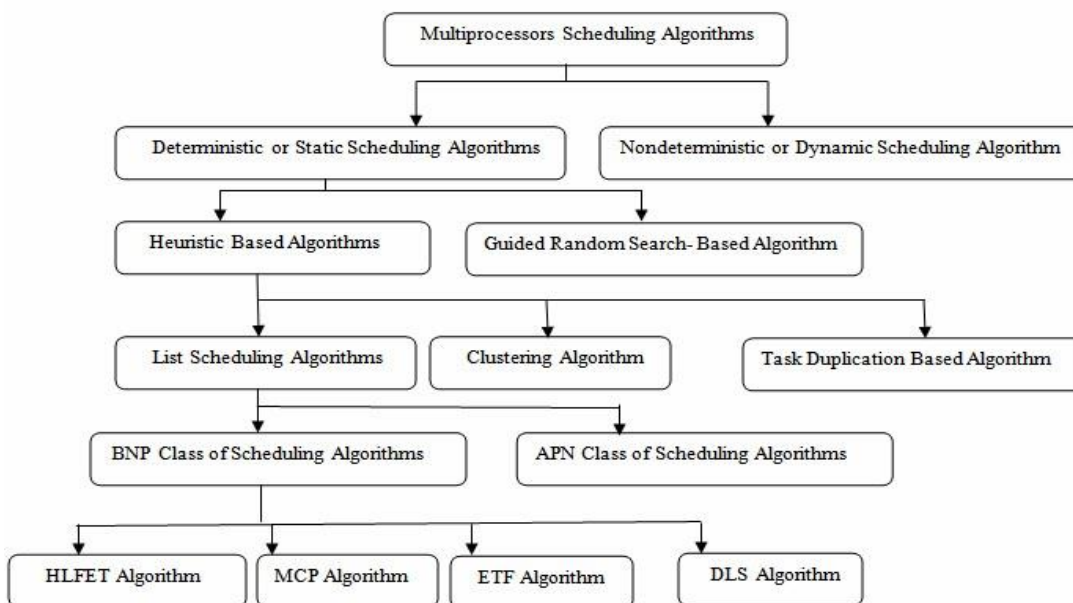 Multiprocessors Scheduling Algorithms
Deterministic or Static Scheduling Algorithms
Nondeterministic or Dynamic Scheduling Algorithm
Heuristic Based Algorithms
Guided Random Search- Based Algorithm
List Scheduling Algorithms
Clustering Algorithm
Task Duplication Based Algorithm
BNP Class of Scheduling Algorithms
APN Class of Scheduling Algorithms
HLFET Algorithm
MCP Algorithm
ETF Algorithm
DLS Algorithm